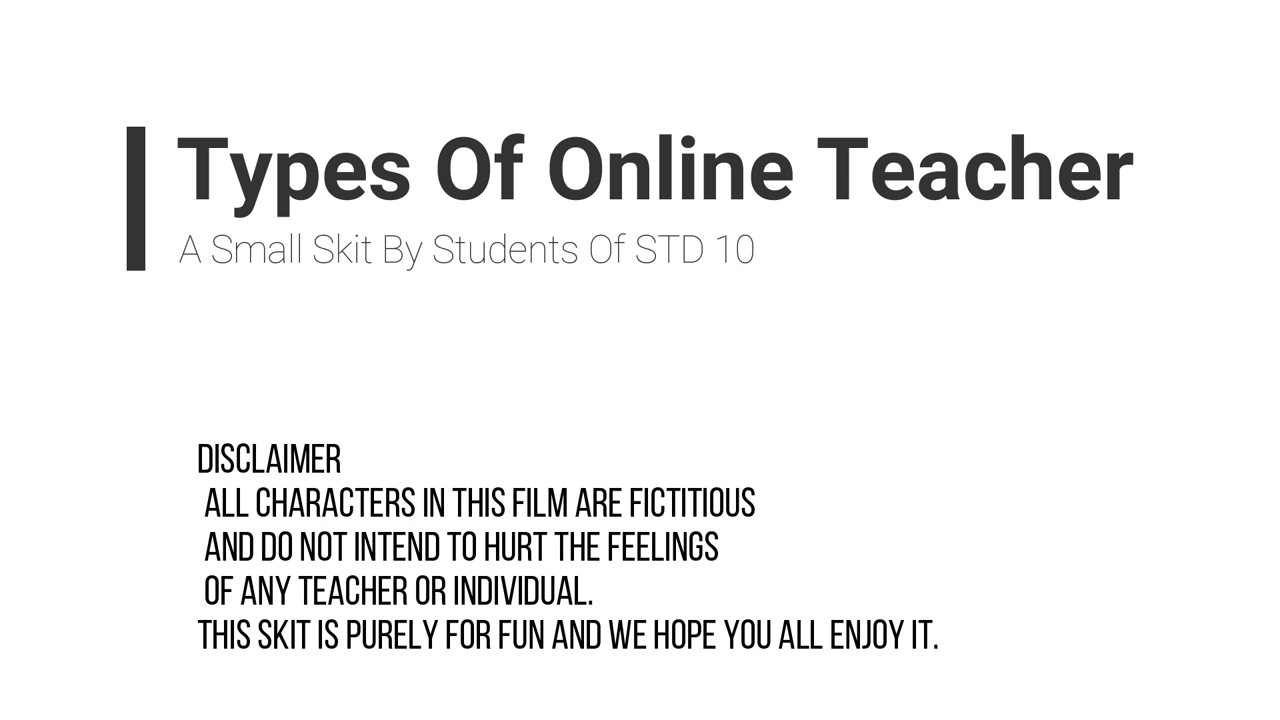 Types Of Online Teacher
A Small Skit By Students Of STD 10
DISCLAIMER
ALL CHARACTERS IN THIS FILM ARE FICTITIOUS
AND DO NOT INTEND TO HURT THE FEELINGS
OF ANY TEACHER OR INDIVIDUAL.
THIS SKIT IS PURELY FOR FUN AND WE HOPE YOU ALL ENJOY IT.